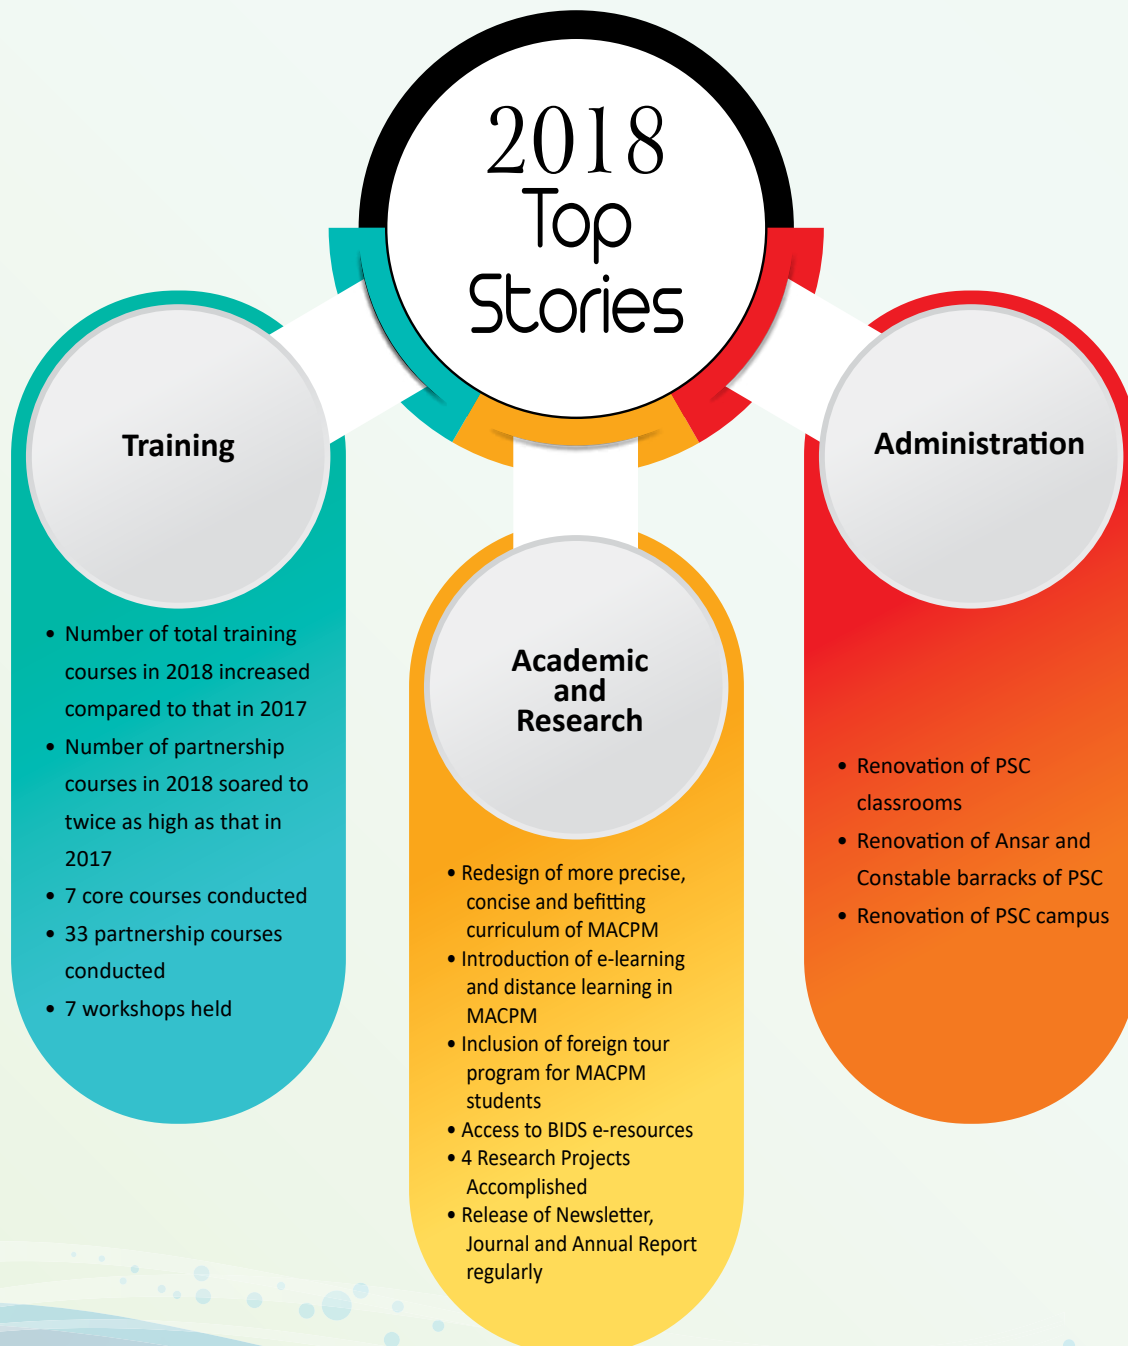 2018
Top
Stories
Training
• Number of total training
courses in 2018 increased
compared to that in 2017
• Number of partnership
courses in 2018 soared to
twice as high as that in
2017
• 7 core courses conducted
• 33 partnership courses
conducted
• 7 workshops held
Academic
and
Research
• Redesign of more precise,
concise and befitting
curriculum of MACPM
• Introduction of e-learning
and distance learning in
MACPM
• Inclusion of foreign tour
program for MACPM
students
• Access to BIDS e-resources
• 4 Research Projects
Accomplished
• Release of Newsletter,
Journal and Annual Report
regularly
Administration
• Renovation of PSC
classrooms
• Renovation of Ansar and
Constable barracks of PSC
• Renovation of PSC campus